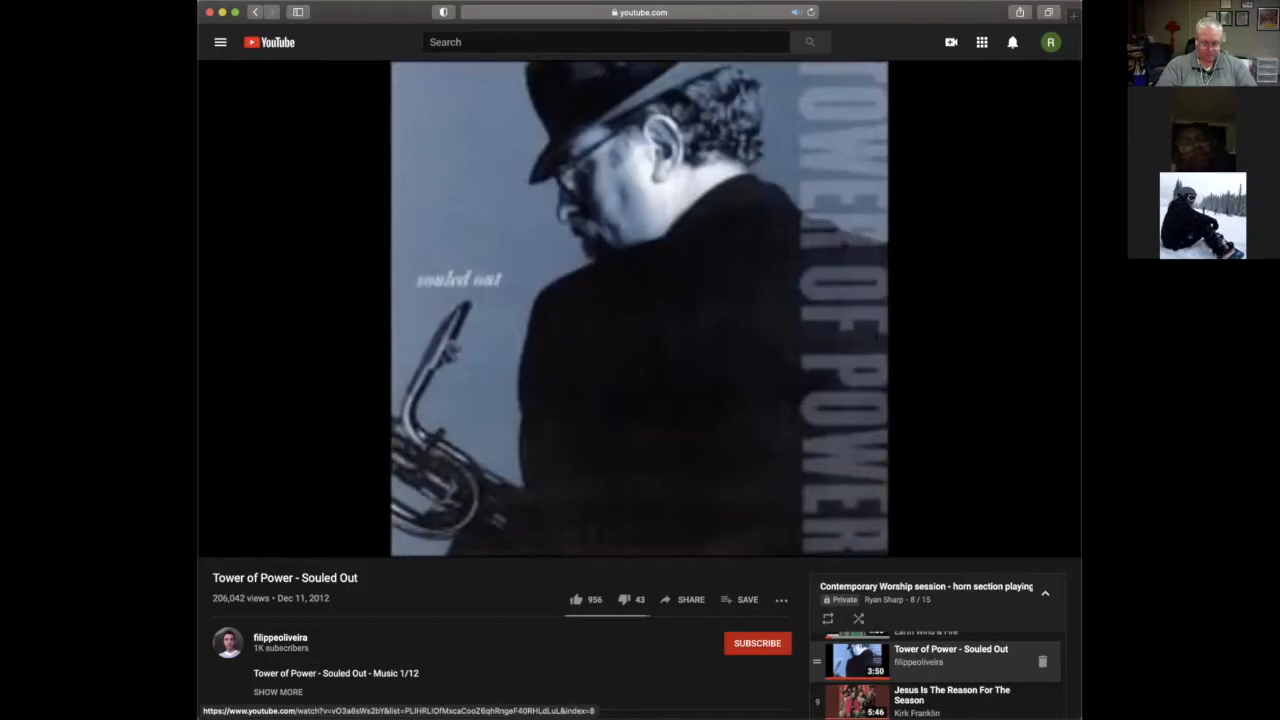 youtube.com
YouTube
Search
R
souled out
TOWER OF POWER
Tower of Power - Souled Out
206,042 views • Dec 11, 2012
956
43
SHARE
SAVE
filippeoliveira
1K subscribers
SUBSCRIBE
Tower of Power - Souled Out - Music 1/12
SHOW MORE
Contemporary Worship session - horn section playing
Private Ryan Sharp - 8 / 15
Earth Wind & Fire
Tower of Power - Souled Out
filippeoliveira
3:50
9
Jesus Is The Reason For The
Season
Kirk Franklin
5:46